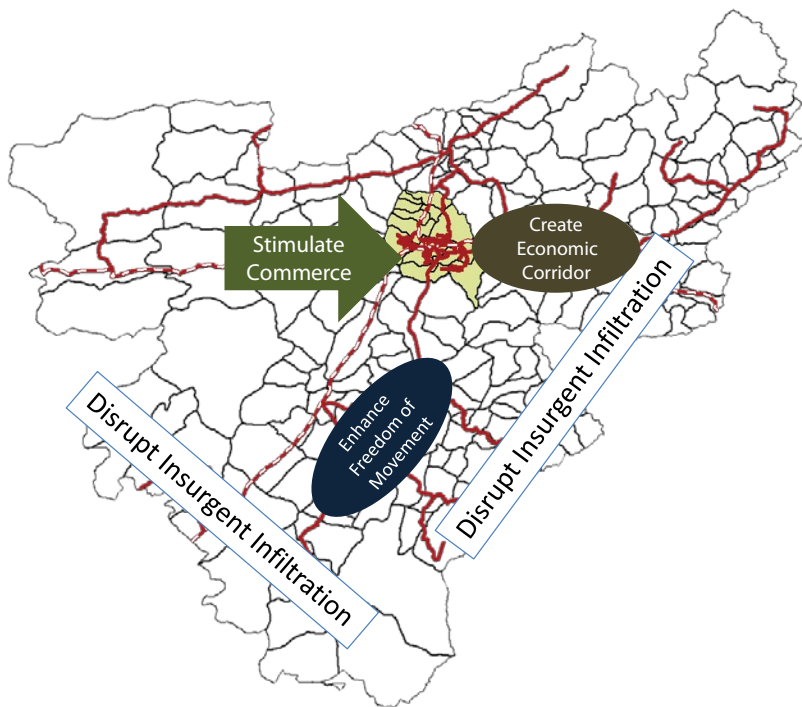 Stimulate
Commerce
Create
Economic
Corridor
Enhance
Freedom of
Movement
Disrupt Insurgent Infiltration
Disrupt Insurgent Infiltration